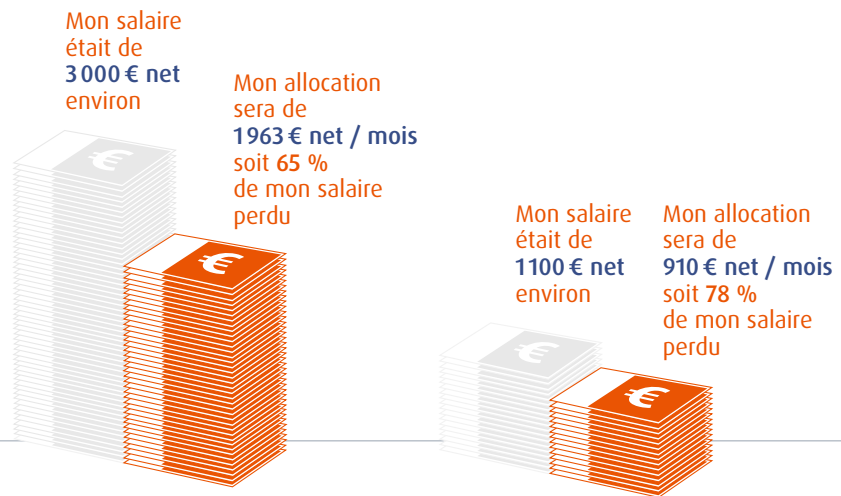 Mon salaire
était de
3 000 € net
environ
Mon allocation
sera de
1 963 € net / mois
soit 65 %
de mon salaire
perdu
€
€
Mon salaire
était de
1 100 € net
environ
Mon allocation
sera de
910 € net / mois
soit 78 %
de mon salaire
perdu
€
€